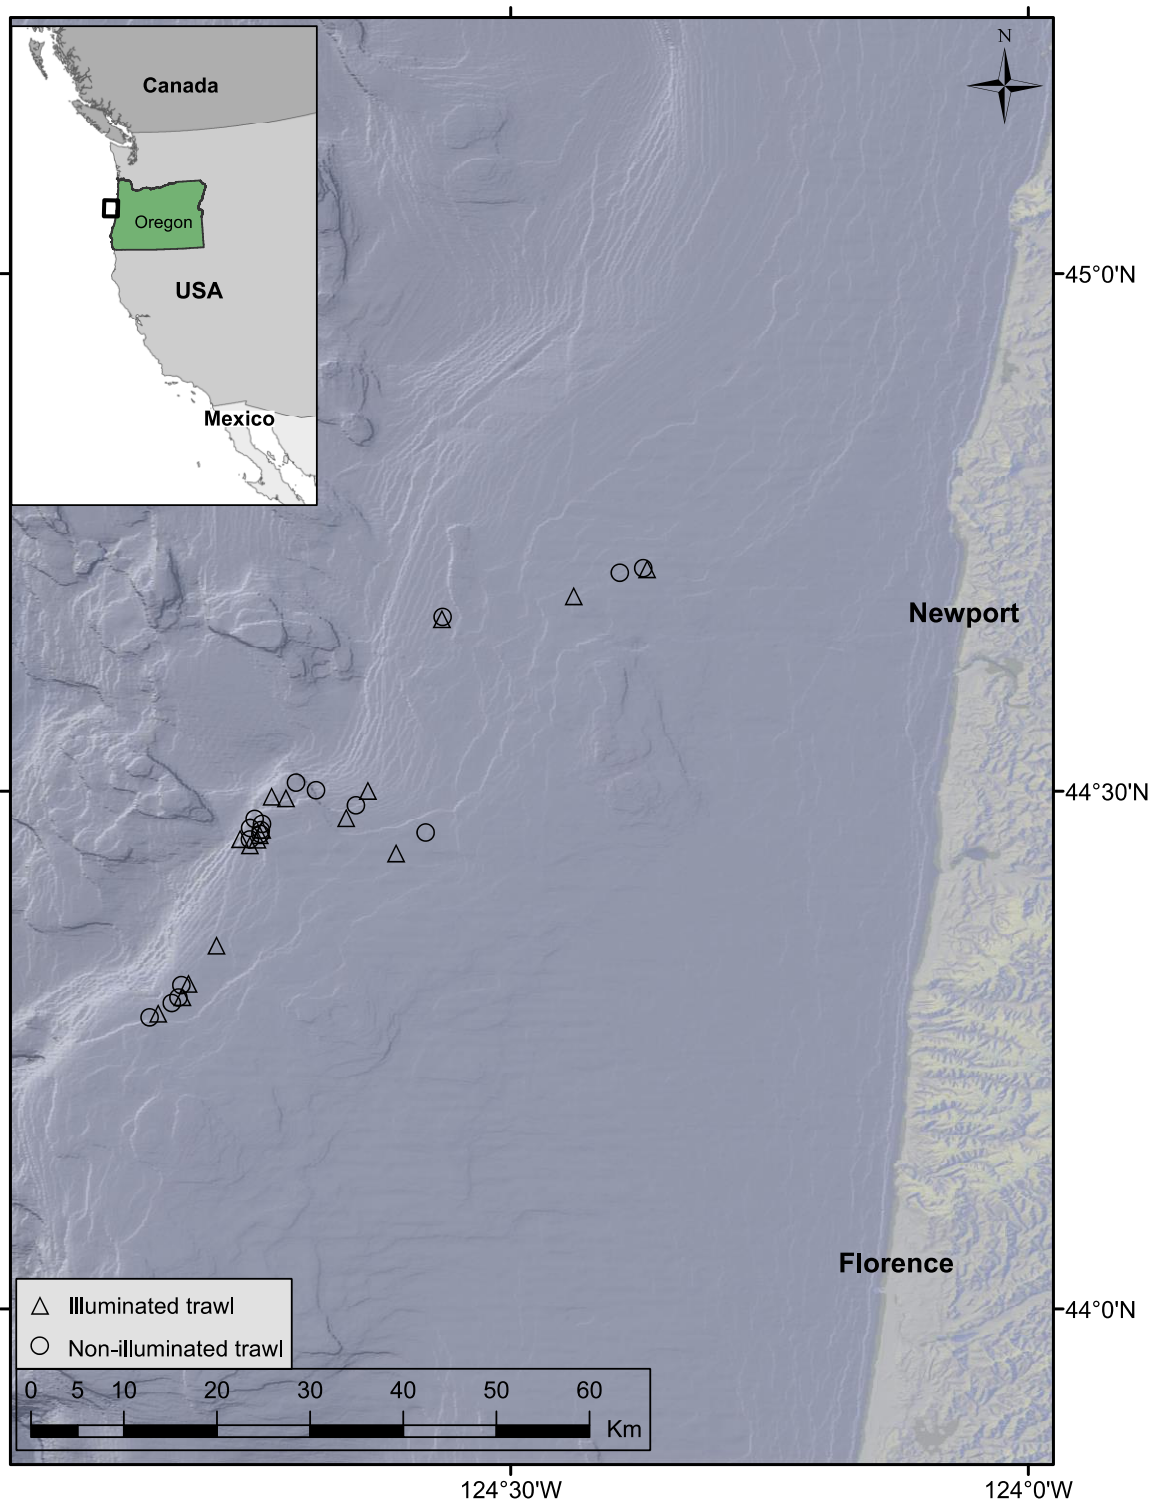 Canada
Oregon
USA
Mexico
N
45°0'N
Newport
44°30'N
Florence
44°0'N
Illuminated trawl
Non-illuminated trawl
0 5 10 20 30 40 50 60
Km
124°30'W 124°0'W